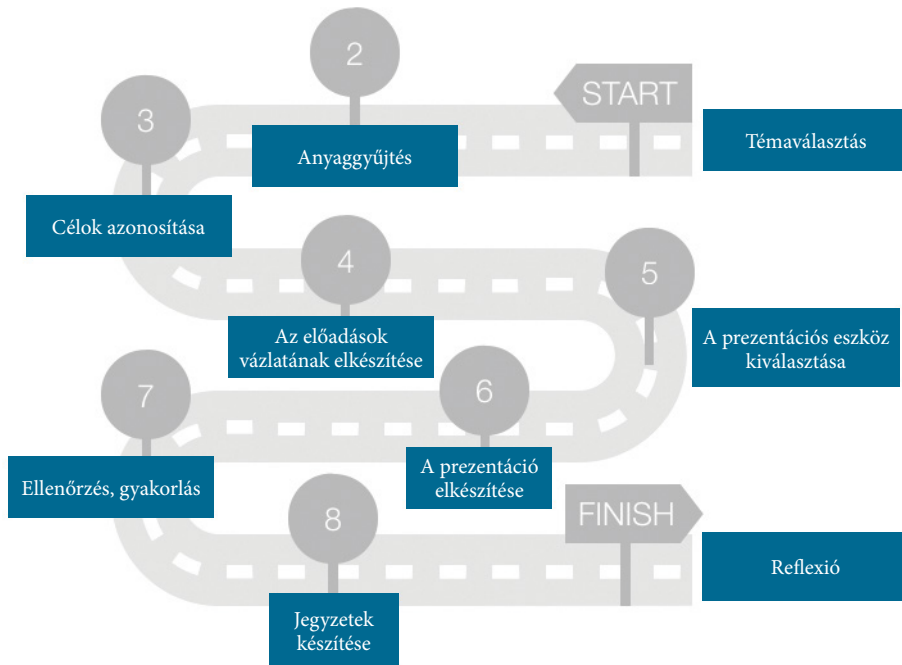 START
Témaválasztás
2
Anyaggyűjtés
3
Célok azonosítása
4
Az előadások
vázlatának elkészítése
5
A prezentációs eszköz
kiválasztása
6
A prezentáció
elkészítése
7
Ellenőrzés, gyakorlás
8
Jegyzetek
készítése
FINISH
Reflexió